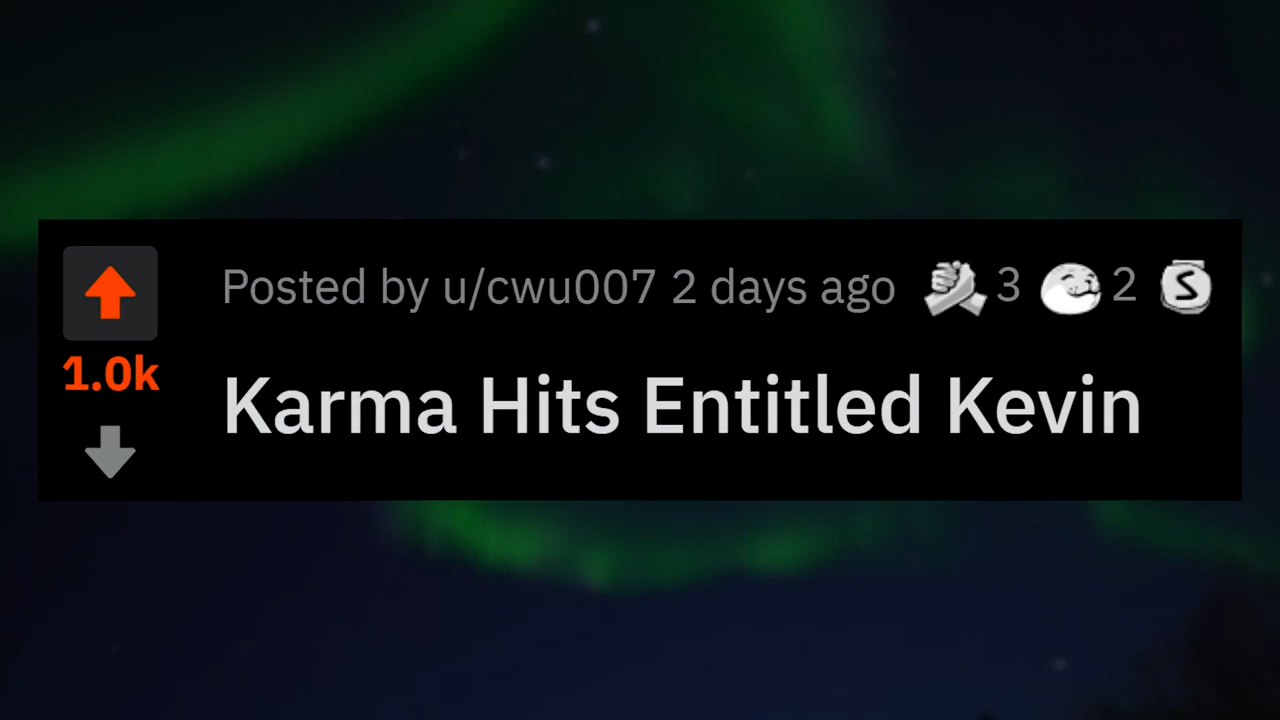 Posted by u/cwu007 2 days ago 3 2 S
1.0k
Karma Hits Entitled Kevin